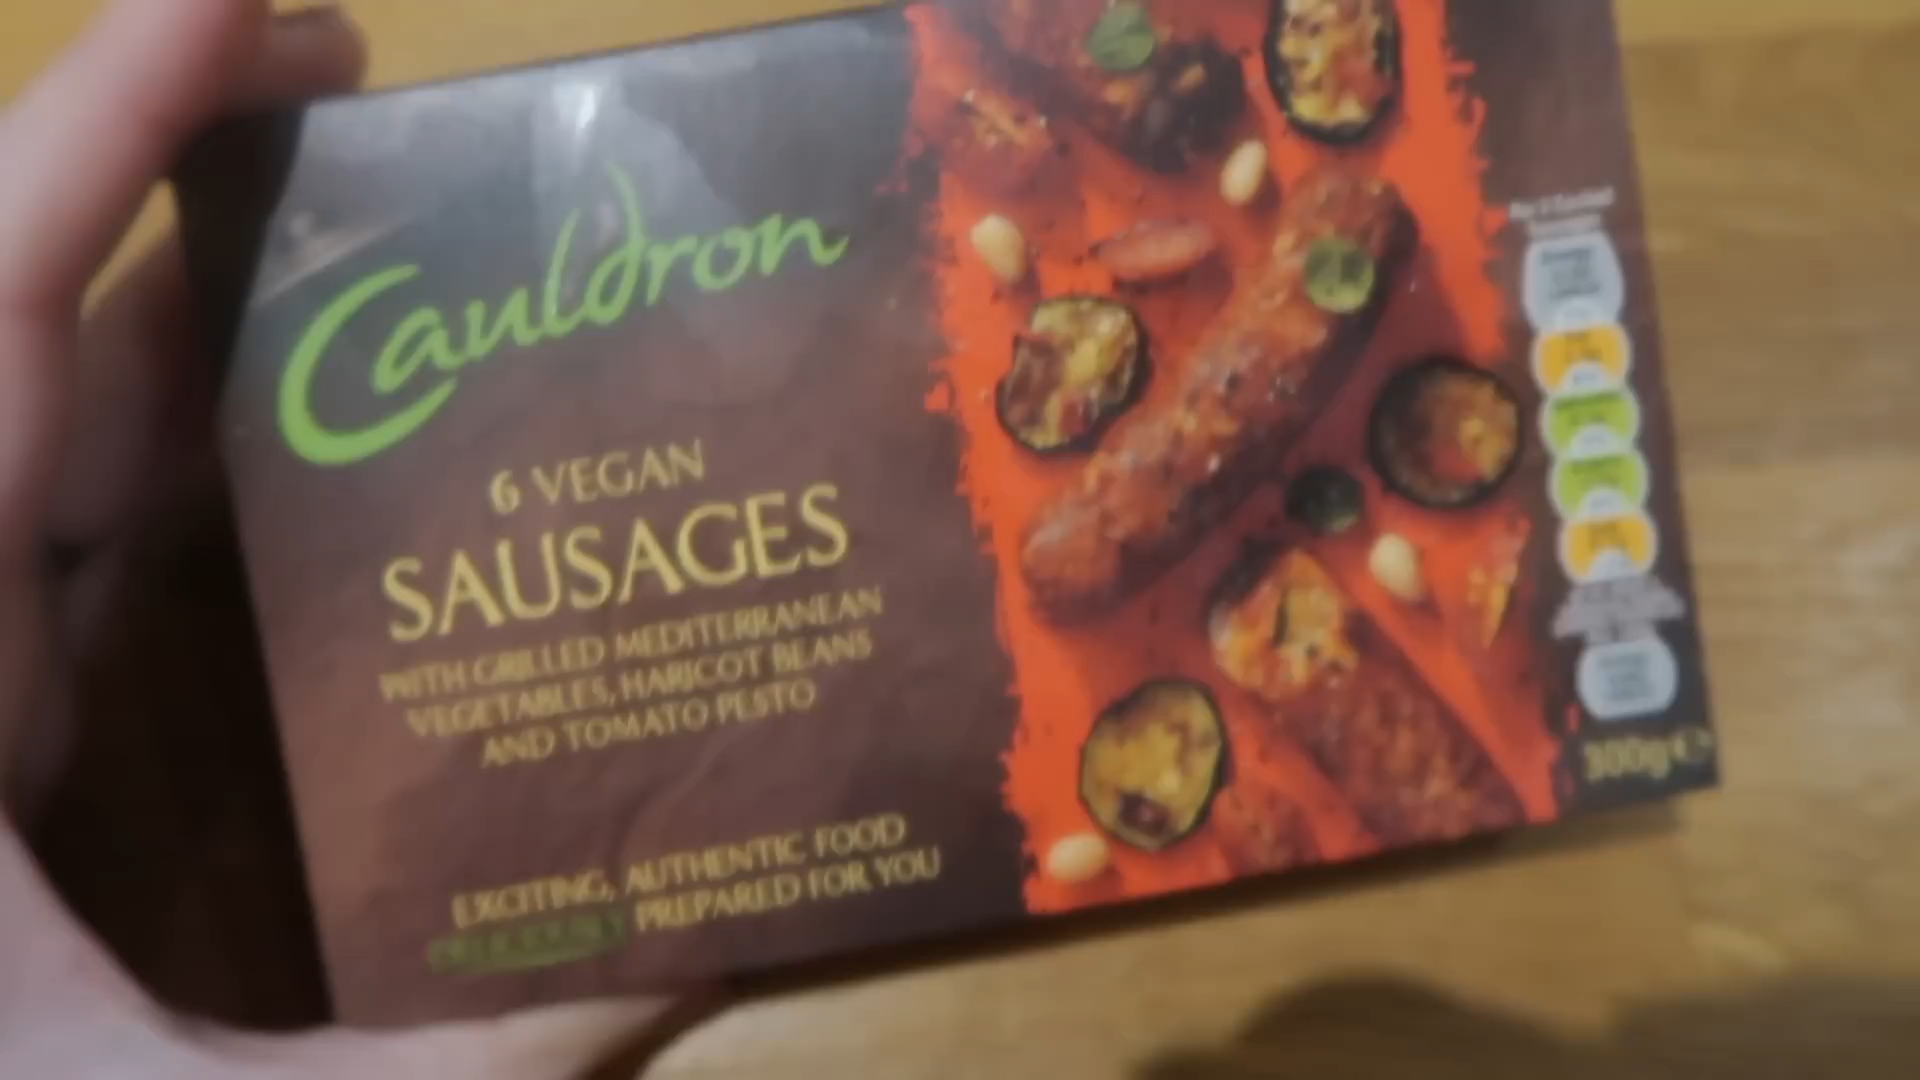 Cauldron
6 VEGAN
SAUSAGES
WITH GRILLED MEDITERRANEAN
VEGETABLES, HARICOT BEANS
AND TOMATO PESTO
EXCITING, AUTHENTIC FOOD
PREPARED FOR YOU
300g e